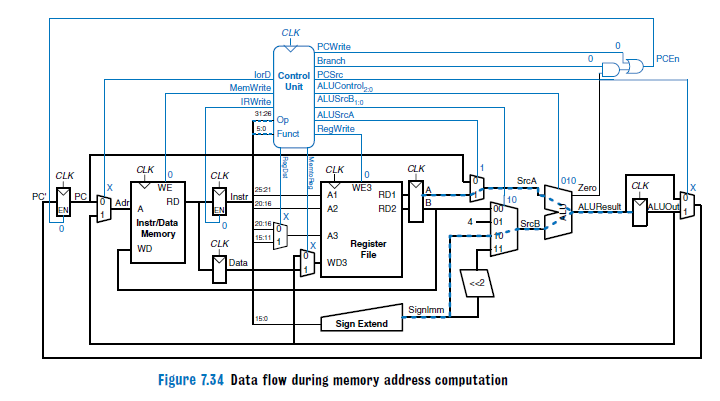 CLK
PCWrite
0
Branch
0
PCEn
IorD
Control
Unit
PCSrc
MemWrite
ALUControl2:0
IRWrite
ALUSrcB1:0
31:26
Op
ALUSrcA
5:0
Funct
RegWrite
RegDst
MemtoReg
CLK
X
CLK
0
CLK
CLK
0
CLK
1
SrcA
010
Zero
CLK
X
PC'
PC
EN
0
0
1
Adr
WE
A
RD
Instr/Data
Memory
WD
EN
0
Instr
25:21
A1
WE3
RD1
A
0
1
20:16
A2
RD2
B
10
00
01
10
11
4
SrcB
ALU
ALUResult
ALUOut
0
1
20:16
15:11
X
0
1
A3
Register
File
CLK
Data
X
0
1
WD3
<<2
SignImm
15:0
Sign Extend
Figure 7.34 Data flow during memory address computation